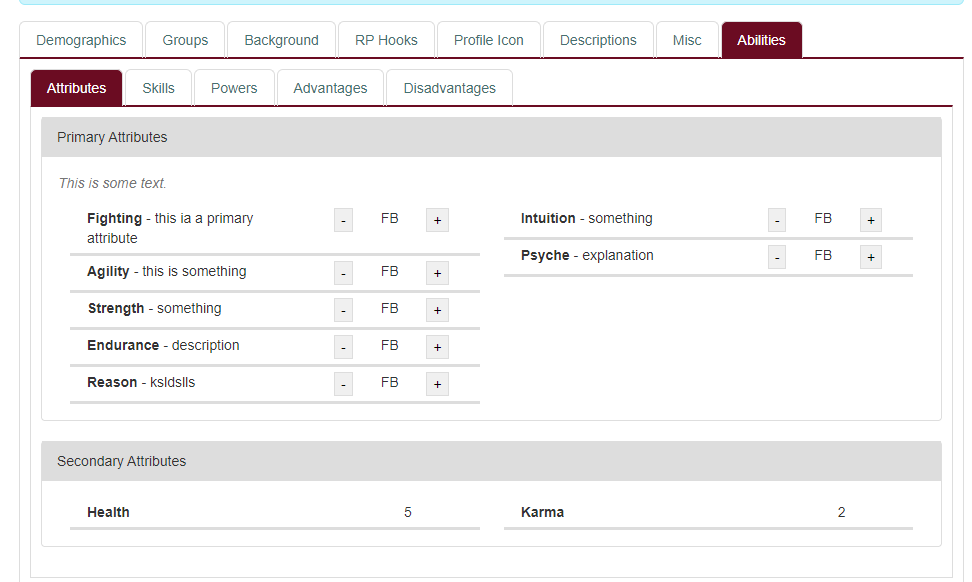 Demographics Groups Background RP Hooks Profile Icon Descriptions Misc Abilities
Attributes Skills Powers Advantages Disadvantages
Primary Attributes
This is some text.
Fighting - this ia a primary
attribute
- FB +
Agility - this is something - FB +
Strength - something - FB +
Endurance - description - FB +
Reason - ksldslls - FB +
Intuition - something - FB +
Psyche - explanation - FB +
Secondary Attributes
Health 5
Karma 2